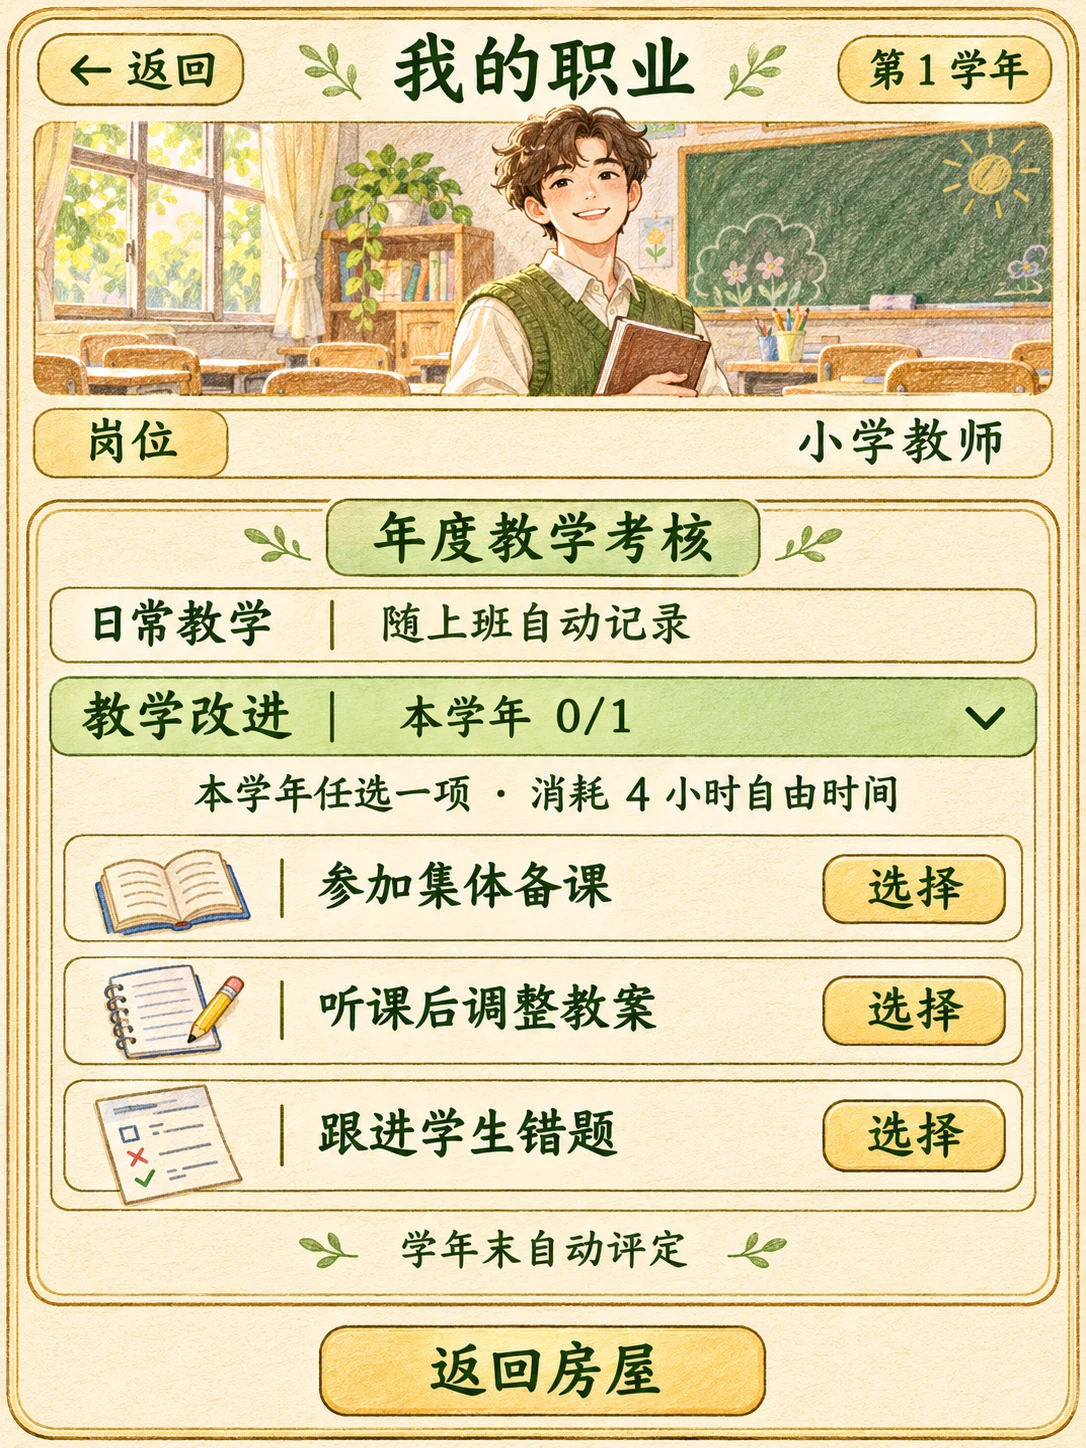 ← 返回
我的职业
第1学年
岗位
小学教师
年度教学考核
日常教学 | 随上班自动记录
教学改进 | 本学年 0/1
本学年任选一项 · 消耗 4 小时自由时间
参加集体备课
选择
听课后调整教案
选择
跟进学生错题
选择
学年末自动评定
返回房屋